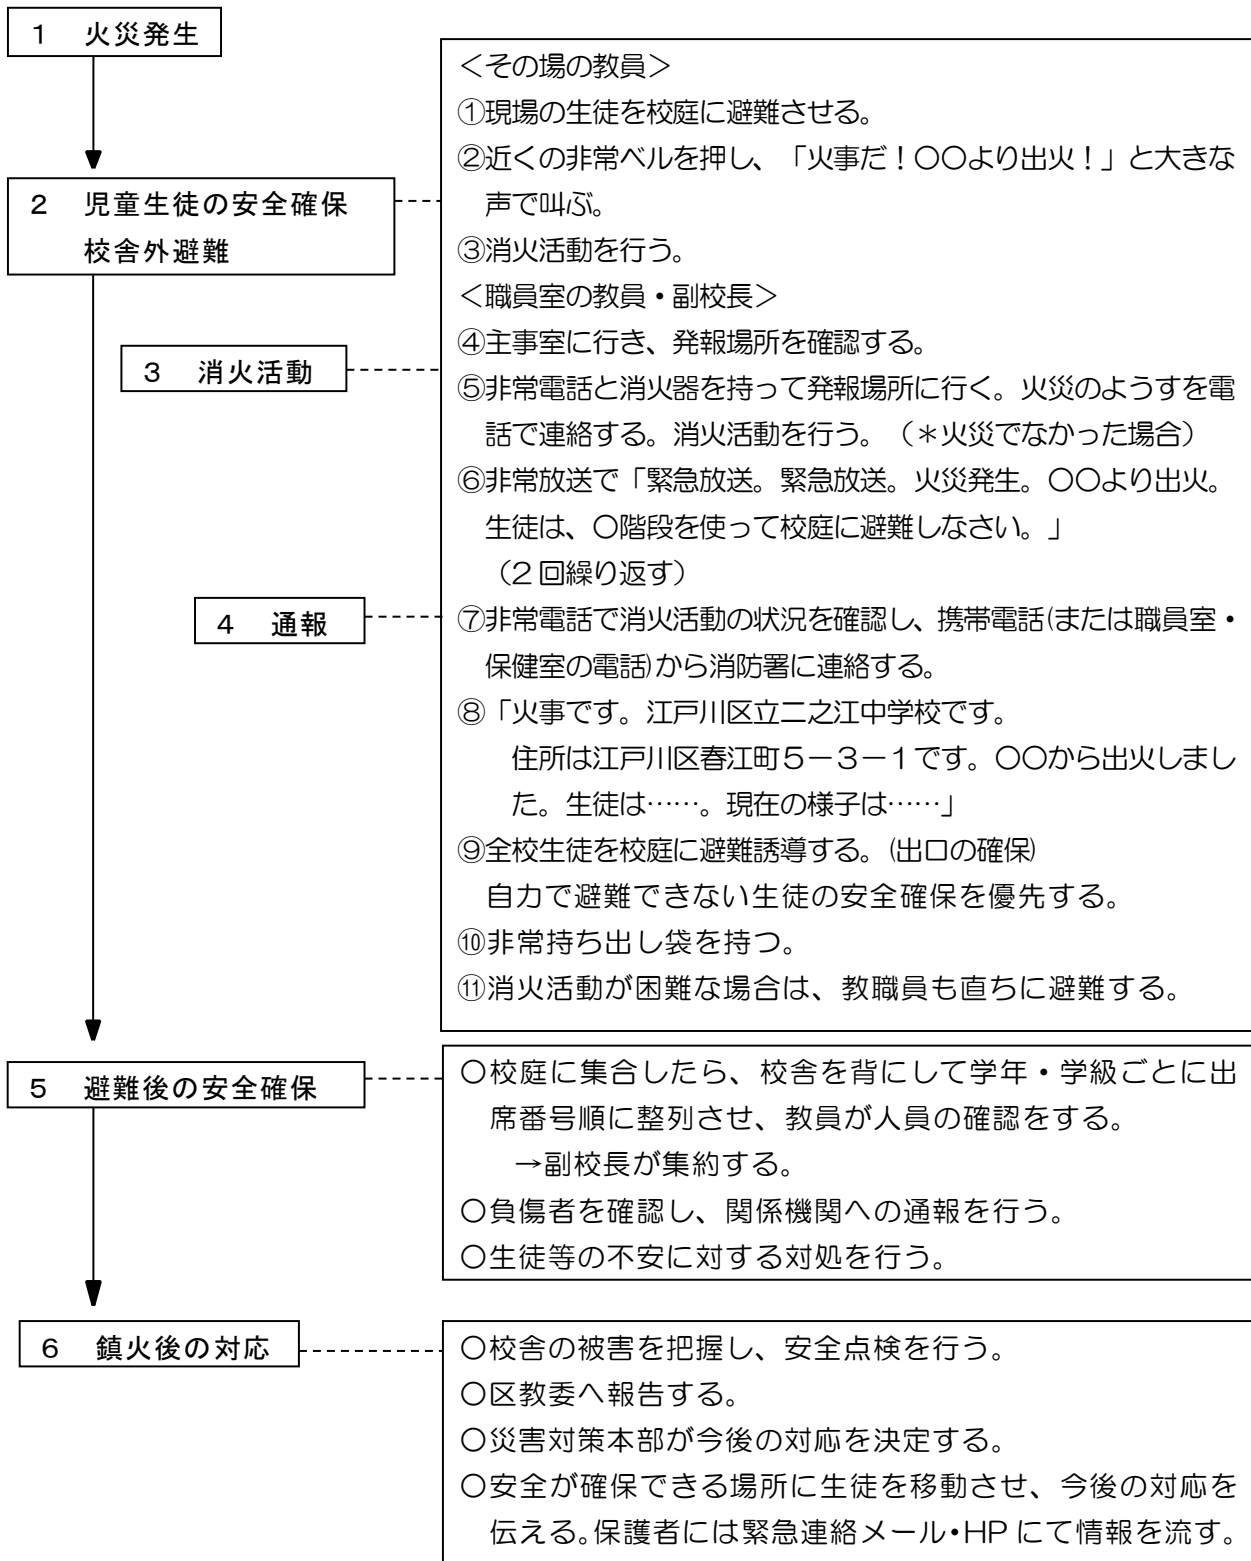 １　火災発生
２　児童生徒の安全確保
校舎外避難
３　消火活動
４　通報
＜その場の教員＞
①現場の生徒を校庭に避難させる。
②近くの非常ベルを押し、「火事だ！〇〇より出火！」と大きな
声で叫ぶ。
③消火活動を行う。
＜職員室の教員・副校長＞
④主事室に行き、発報場所を確認する。
⑤非常電話と消火器を持って発報場所に行く。火災のようすを電
話で連絡する。消火活動を行う。（＊火災でなかった場合）
⑥非常放送で「緊急放送。緊急放送。火災発生。〇〇より出火。
生徒は、〇階段を使って校庭に避難しなさい。」
（２回繰り返す）
⑦非常電話で消火活動の状況を確認し、携帯電話(または職員室・
保健室の電話)から消防署に連絡する。
⑧「火事です。江戸川区立二之江中学校です。
住所は江戸川区春江町５－３－１です。〇〇から出火しまし
た。生徒は……。現在の様子は……」
⑨全校生徒を校庭に避難誘導する。(出口の確保)
自力で避難できない生徒の安全確保を優先する。
⑩非常持ち出し袋を持つ。
⑪消火活動が困難な場合は、教職員も直ちに避難する。
５　避難後の安全確保
〇校庭に集合したら、校舎を背にして学年・学級ごとに出
席番号順に整列させ、教員が人員の確認をする。
→副校長が集約する。
〇負傷者を確認し、関係機関への通報を行う。
〇生徒等の不安に対する対処を行う。
６　鎮火後の対応
〇校舎の被害を把握し、安全点検を行う。
〇区教委へ報告する。
〇災害対策本部が今後の対応を決定する。
〇安全が確保できる場所に生徒を移動させ、今後の対応を
伝える。保護者には緊急連絡メール・HP にて情報を流す。